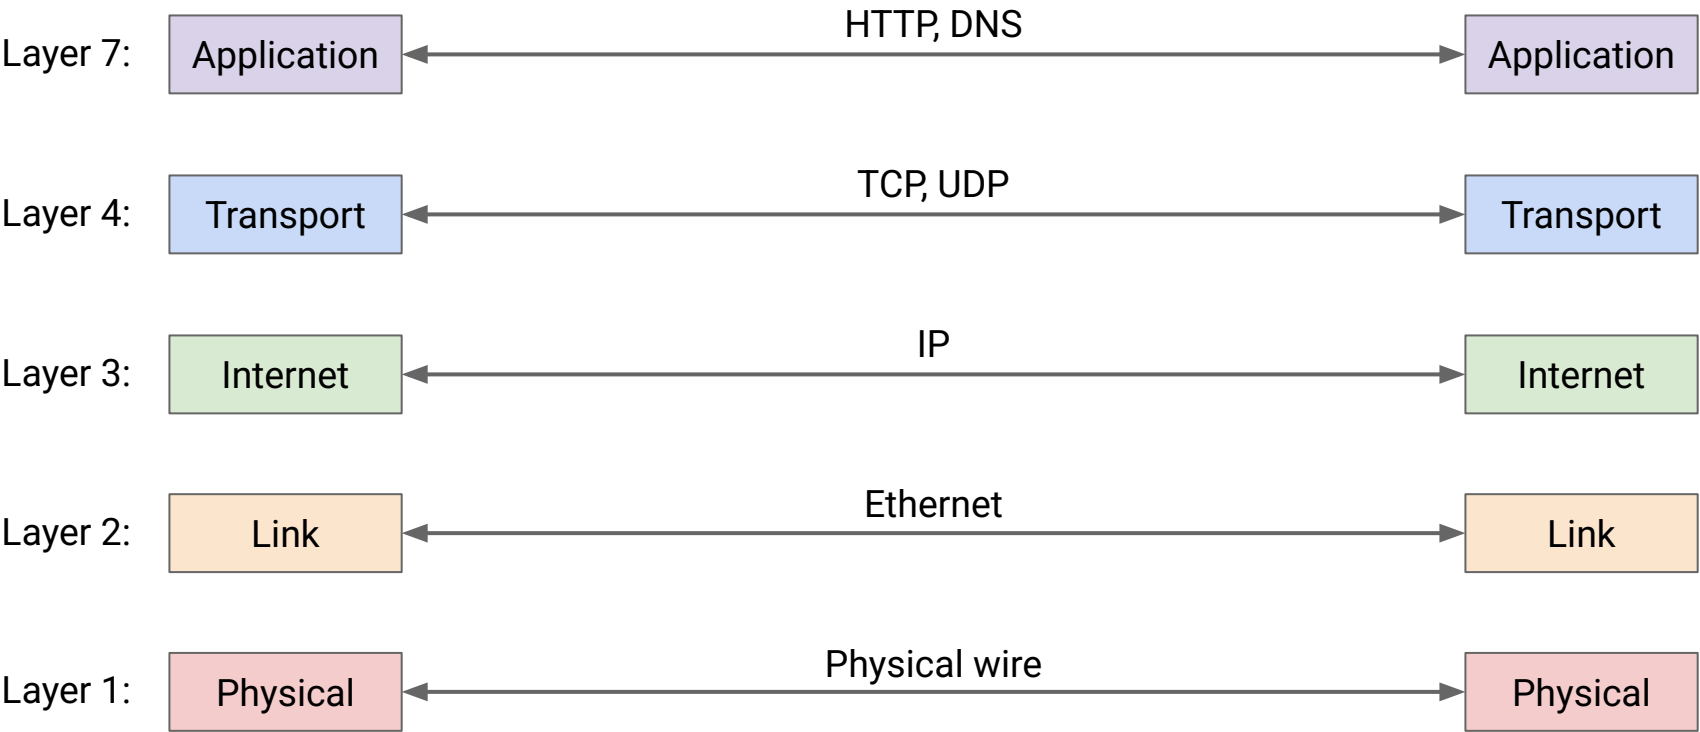 HTTP, DNS
Layer 7: Application Application
TCP, UDP
Layer 4: Transport Transport
IP
Layer 3: Internet Internet
Ethernet
Layer 2: Link Link
Physical wire
Layer 1: Physical Physical